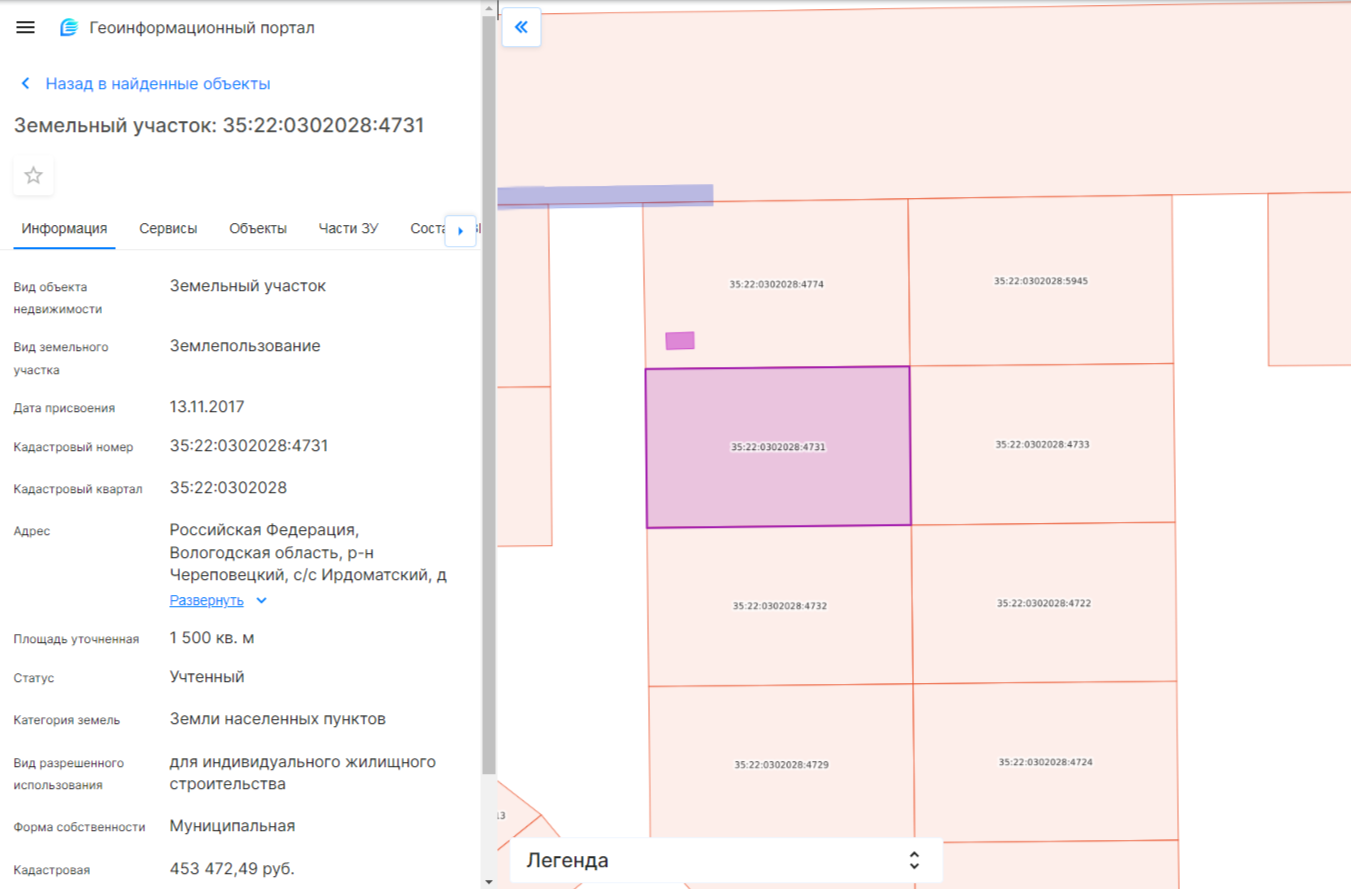 Геоинформационный портал
Назад в найденные объекты
Земельный участок: 35:22:0302028:4731
Информация Сервисы Объекты Части ЗУ
Вид объекта
недвижимости
Земельный участок
Вид земельного
участка
Землепользование
Дата присвоения
13.11.2017
Кадастровый номер
35:22:0302028:4731
Кадастровый квартал
35:22:0302028
Адрес
Российская Федерация,
Вологодская область, р-н
Череповецкий, с/с Ирдоматский, д
Развернуть
Площадь уточненная
1 500 кв. м
Статус
Учтенный
Категория земель
Земли населенных пунктов
Вид разрешенного
использования
для индивидуального жилищного
строительства
Форма собственности
Муниципальная
Кадастровая
453 472,49 руб.
35:22:0302028:4774
35:22:0302028:5945
35:22:0302028:4731
35:22:0302028:4733
35:22:0302028:4732
35:22:0302028:4722
35:22:0302028:4729
35:22:0302028:4724
Легенда